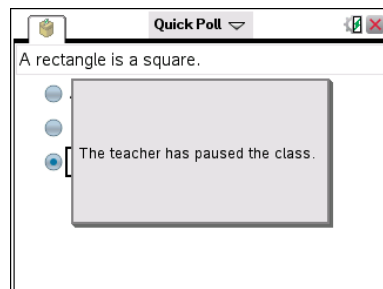 Quick Poll
A rectangle is a square.
The teacher has paused the class.